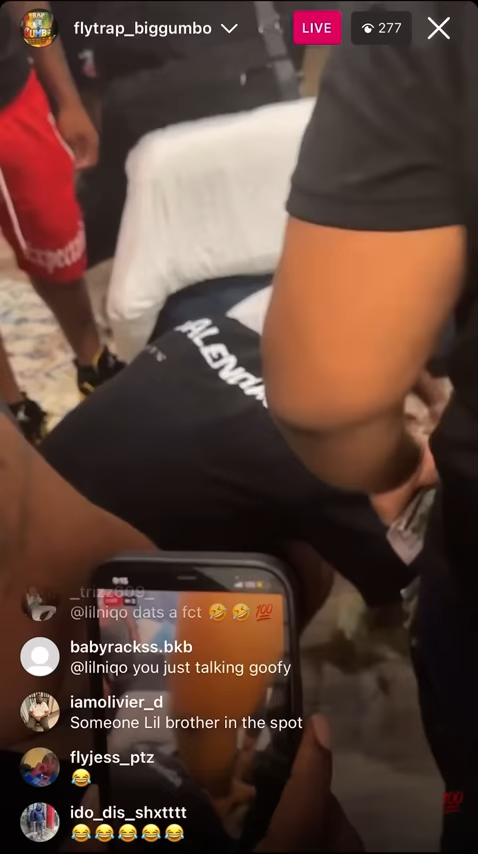 flytrap_biggumbo
LIVE
277
_trizz609_
@lilniqo dats a fct 🤣 🤣 💯
babyrackss.bkb
@lilniqo you just talking goofy
iamolivier_d
Someone Lil brother in the spot
flyjess_ptz
😂
ido_dis_shxtttt
😂😂😂😂😂